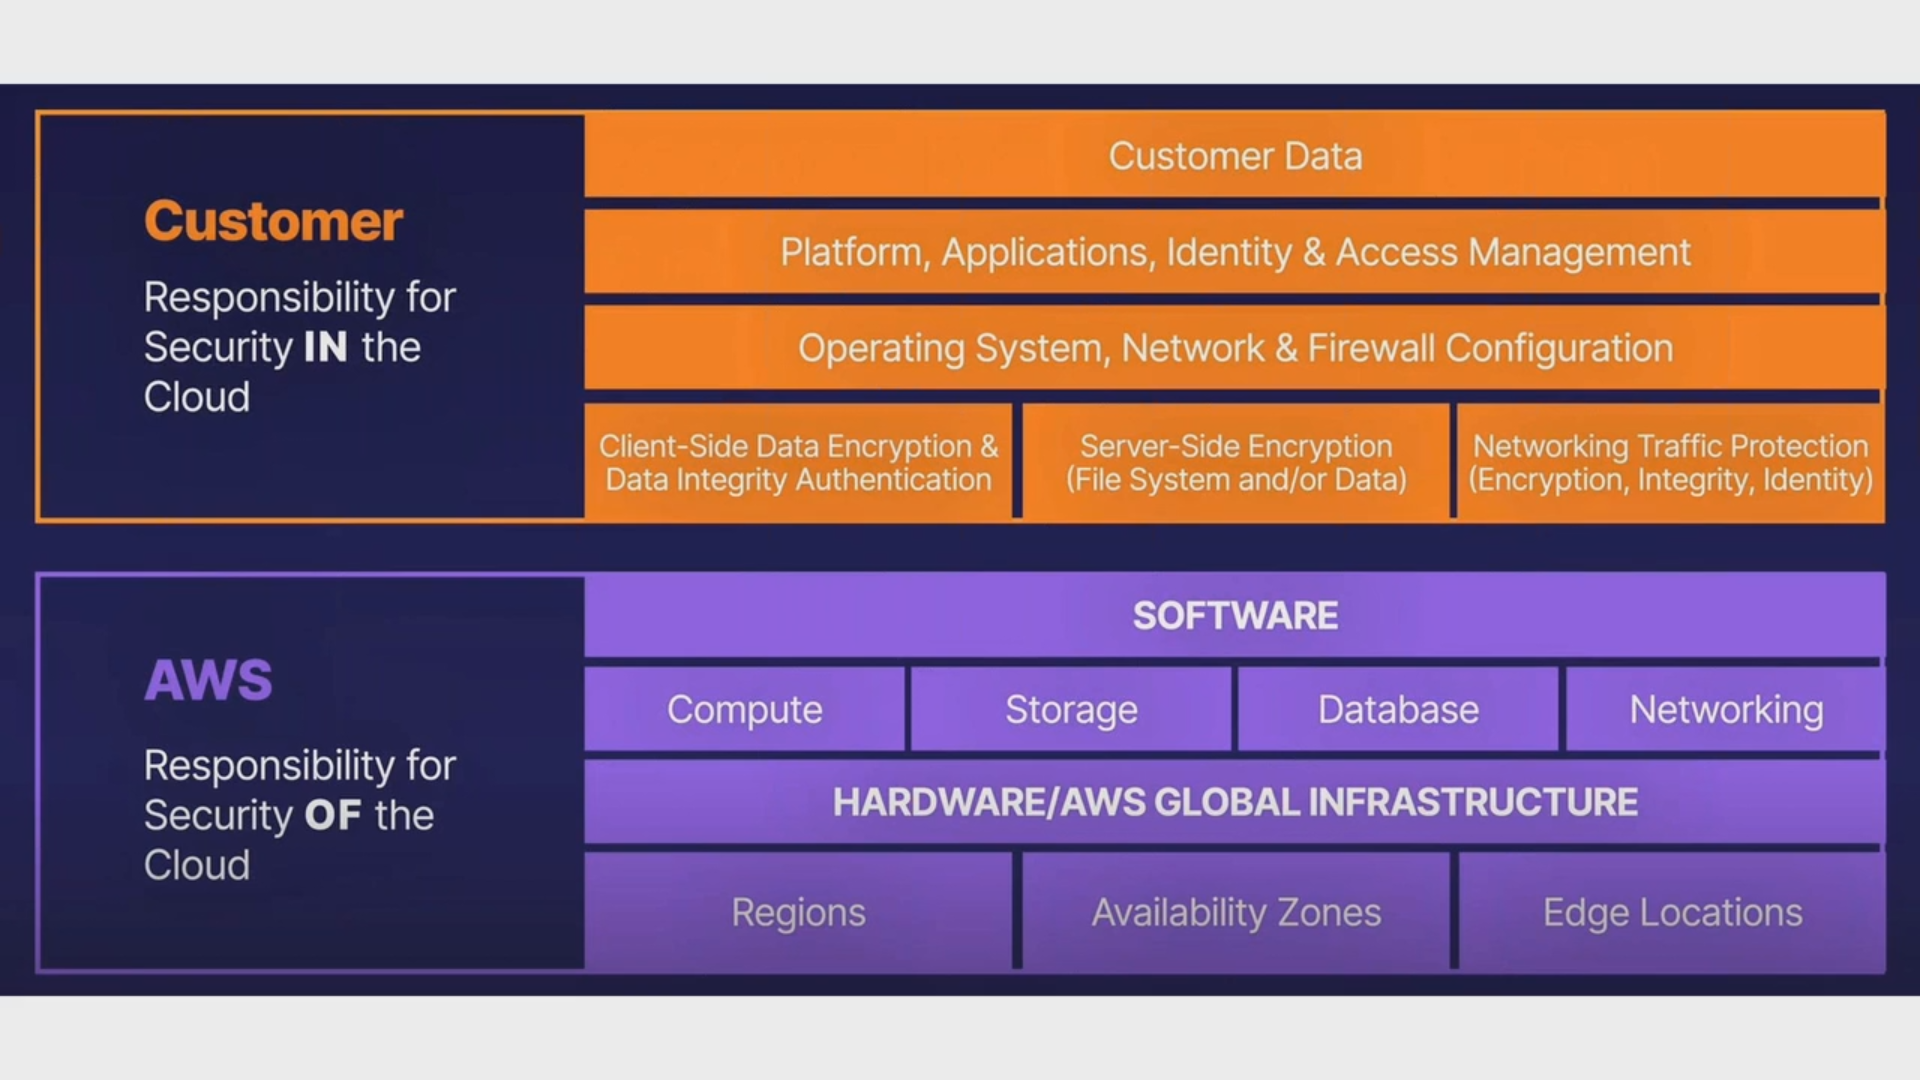 Customer
Responsibility for
Security IN the
Cloud
Customer Data
Platform, Applications, Identity & Access Management
Operating System, Network & Firewall Configuration
Client-Side Data Encryption &
Data Integrity Authentication
Server-Side Encryption
(File System and/or Data)
Networking Traffic Protection
(Encryption, Integrity, Identity)
AWS
Responsibility for
Security OF the
Cloud
SOFTWARE
Compute
Storage
Database
Networking
HARDWARE/AWS GLOBAL INFRASTRUCTURE
Regions
Availability Zones
Edge Locations